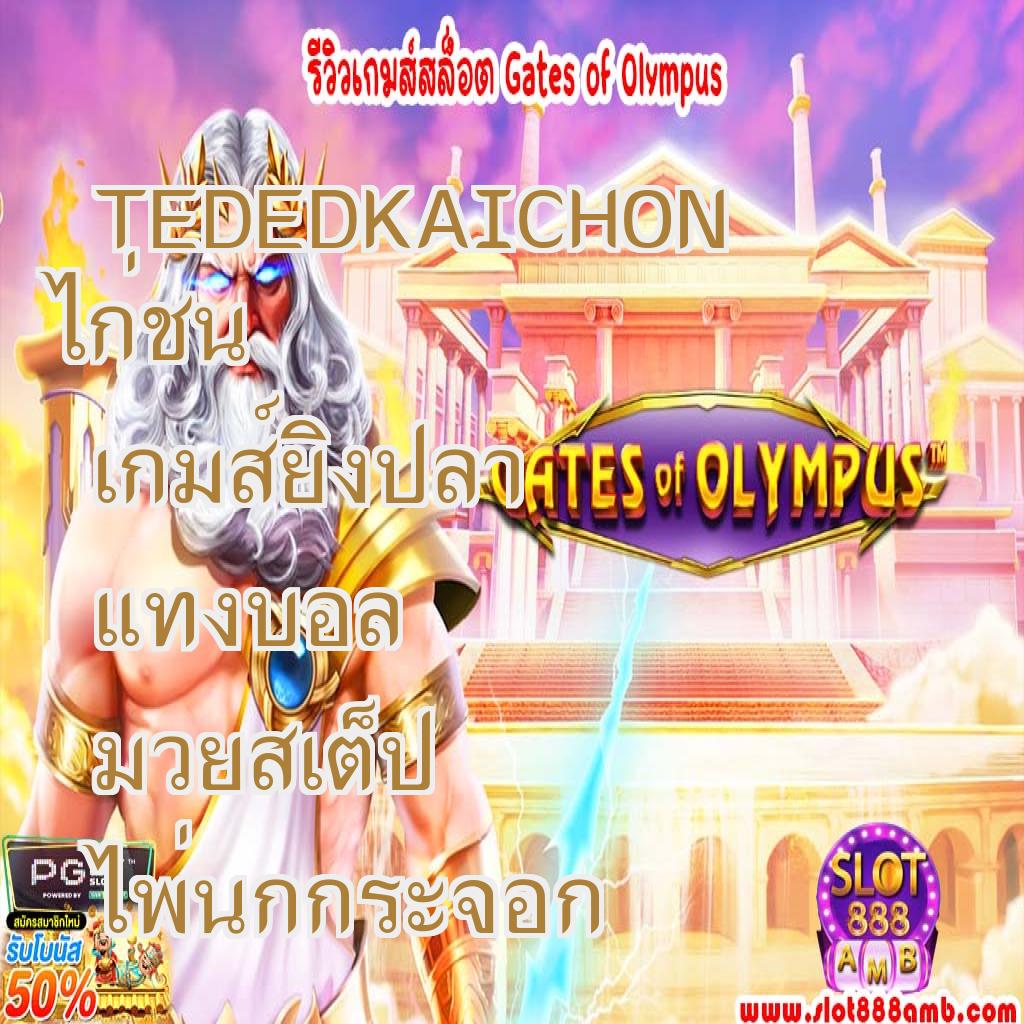 รีวิวเกมส์สล็อต Gates of Olympus
TEDEDKAICHON
ไก่ชน
เกมส์ยิงปลา
GATES of OLYMPUS™
แทงบอล
มวยสเต็ป
ไพ่นกกระจอก
PG
POWERED BY
สมัครสมาชิกใหม่
รับโบนัส
50%
SLOT
888
AMB
www.slot888amb.com